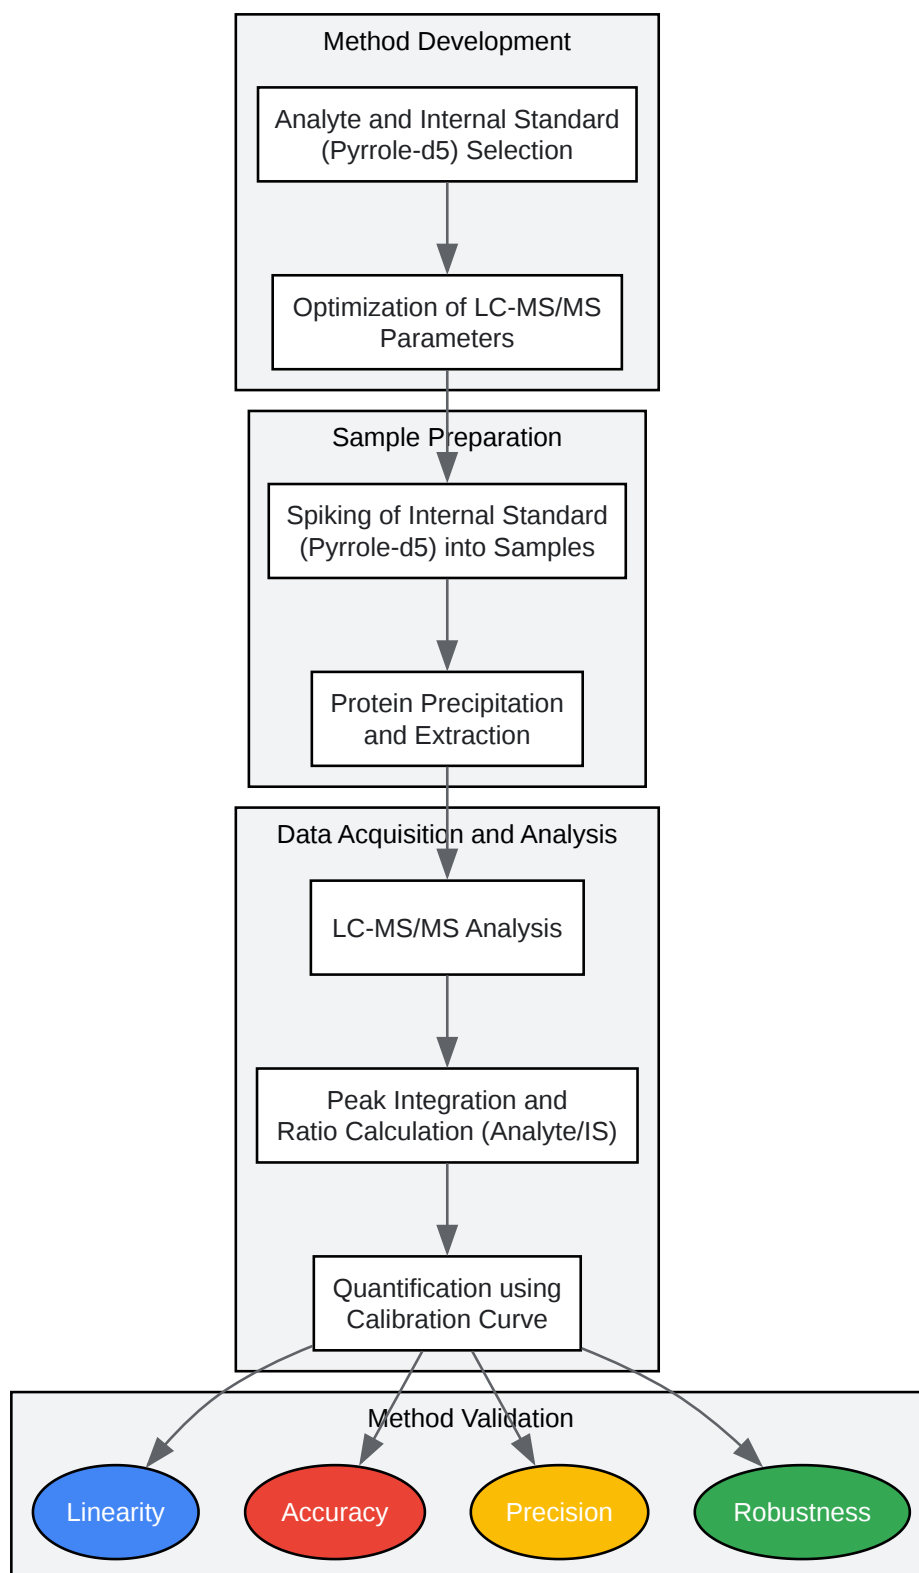 Method Development
Analyte and Internal Standard
(Pyrrole-d5) Selection
Optimization of LC-MS/MS
Parameters
Sample Preparation
Spiking of Internal Standard
(Pyrrole-d5) into Samples
Protein Precipitation
and Extraction
Data Acquisition and Analysis
LC-MS/MS Analysis
Peak Integration and
Ratio Calculation (Analyte/IS)
Quantification using
Calibration Curve
Method Validation
Linearity
Accuracy
Precision
Robustness